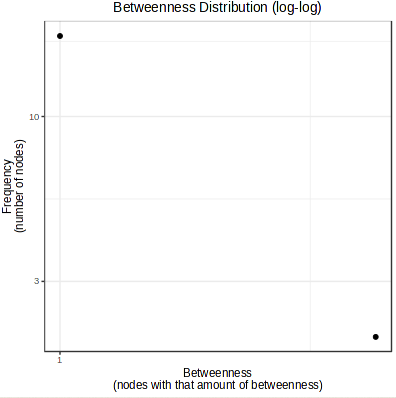 Betweenness Distribution (log-log)
Frequency
(number of nodes)
10
3
1
Betweenness
(nodes with that amount of betweenness)